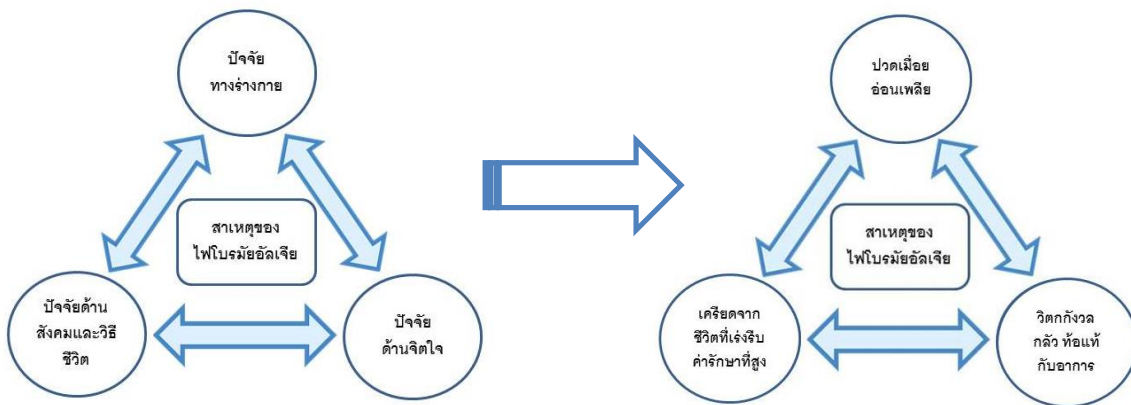 ปัจจัย
ทางร่างกาย
สาเหตุของ
ไฟโบรมัยอัลเจีย
ปัจจัยด้าน
สังคมและวิธี
ชีวิต
ปัจจัย
ด้านจิตใจ
ปวดเมื่อย
อ่อนเพลีย
สาเหตุของ
ไฟโบรมัยอัลเจีย
เครียดจาก
ชีวิตที่เร่งรีบ
ค่ารักษาที่สูง
วิตกกังวล
กลัว ท้อแท้
กับอาการ